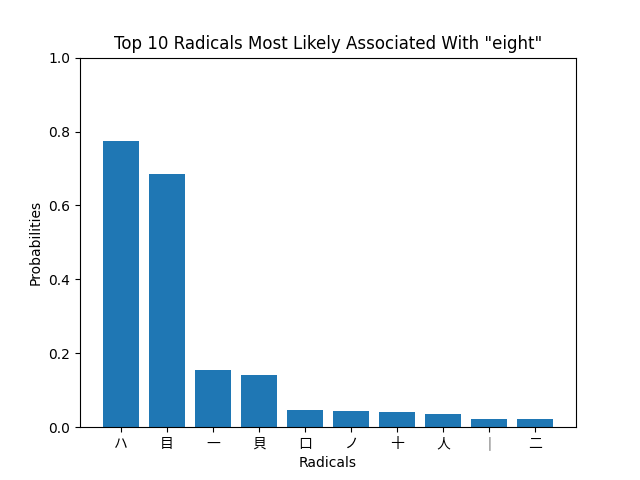 Top 10 Radicals Most Likely Associated With "eight"
1.0
0.8
0.6
0.4
0.2
0.0
Probabilities
ハ 目 一 貝 口 ノ 十 人 | 二
Radicals